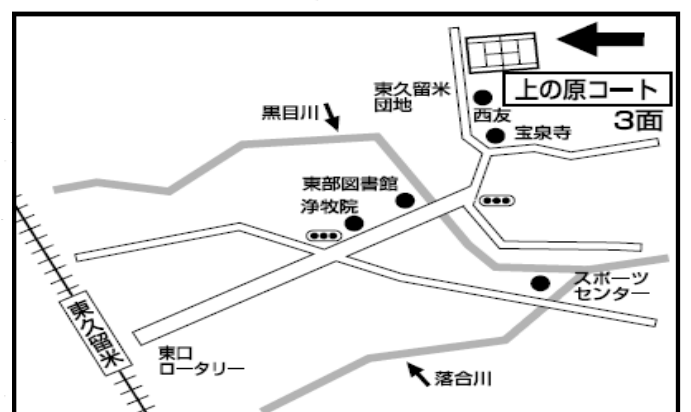 東久留米
団地
上の原コート
3面
西友
宝泉寺
黒目川
東部図書館
浄牧院
スポーツ
センター
東久留米
東口
ロータリー
落合川